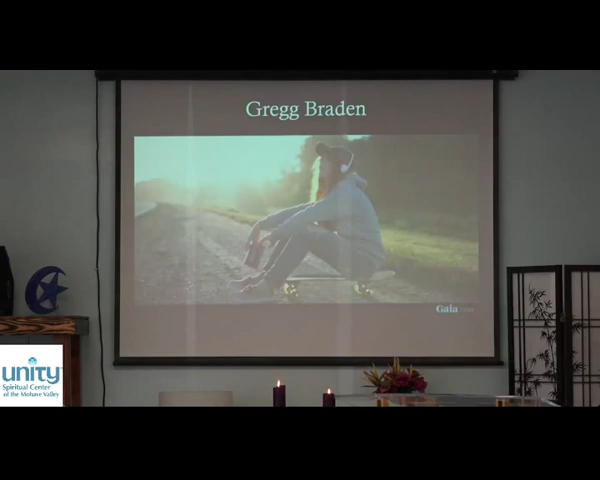 Gregg Braden
Gaia
unity
Spiritual Center
of the Mohave Valley